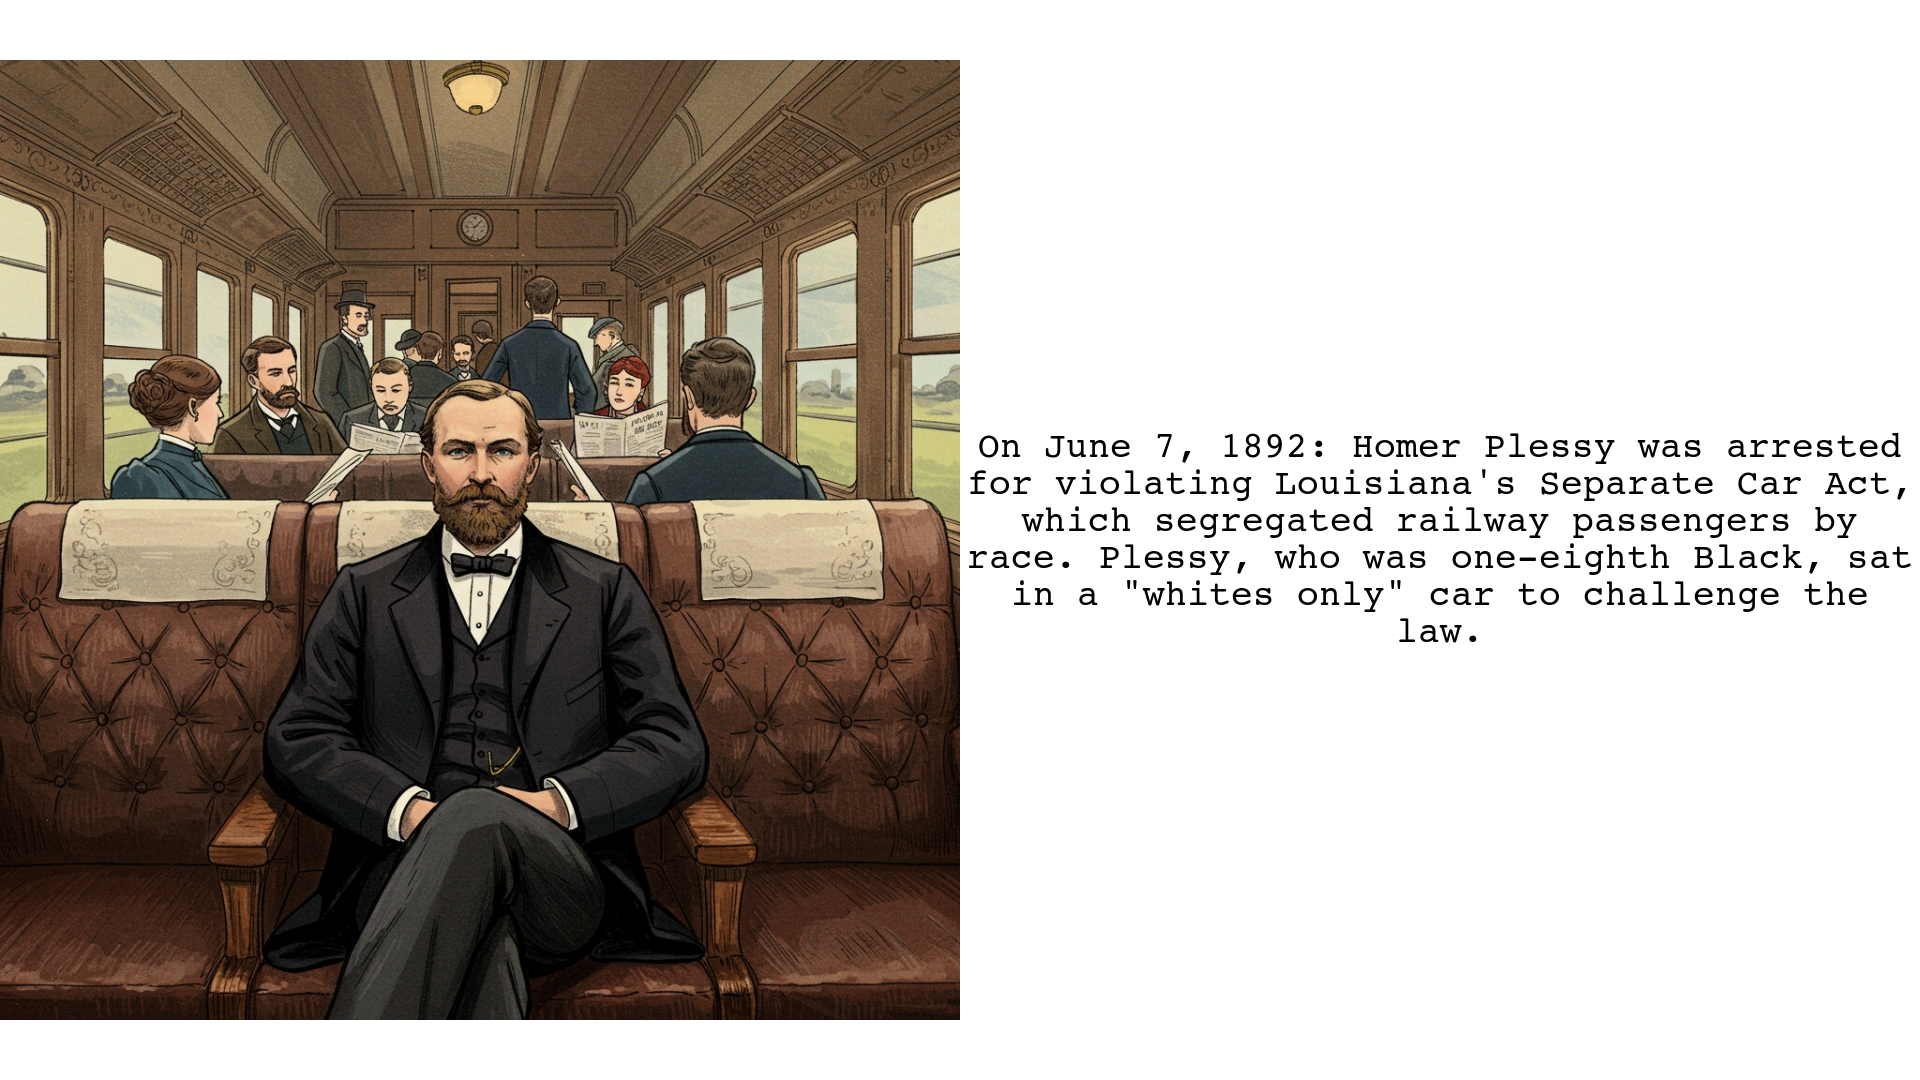 On June 7, 1892: Homer Plessy was arrested
for violating Louisiana's Separate Car Act,
which segregated railway passengers by
race. Plessy, who was one-eighth Black, sat
in a "whites only" car to challenge the
law.